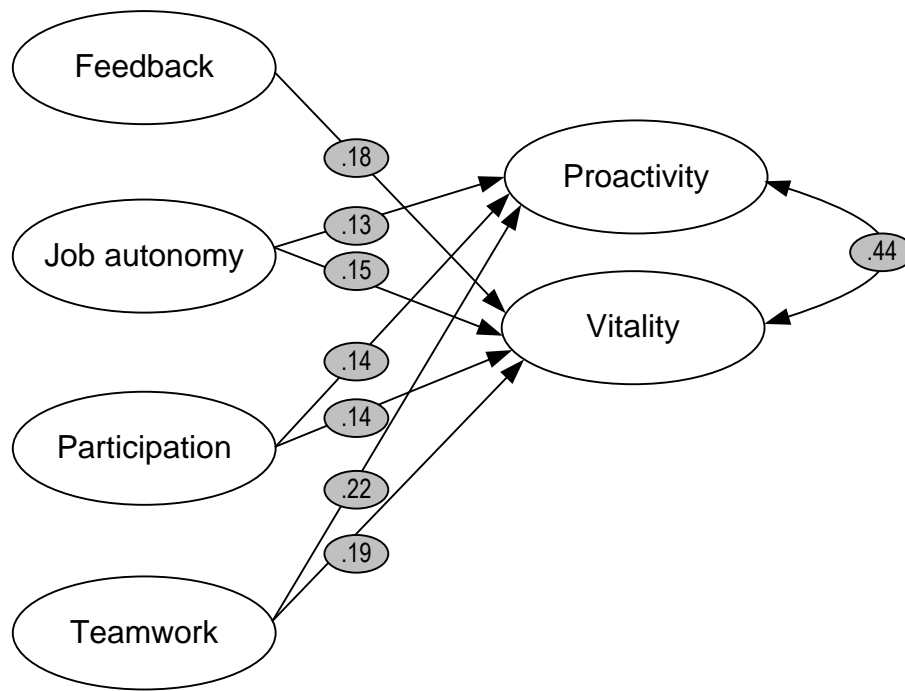 Feedback
.18
Proactivity
.13
Job autonomy
.44
.15
Vitality
.14
.14
Participation
.22
.19
Teamwork